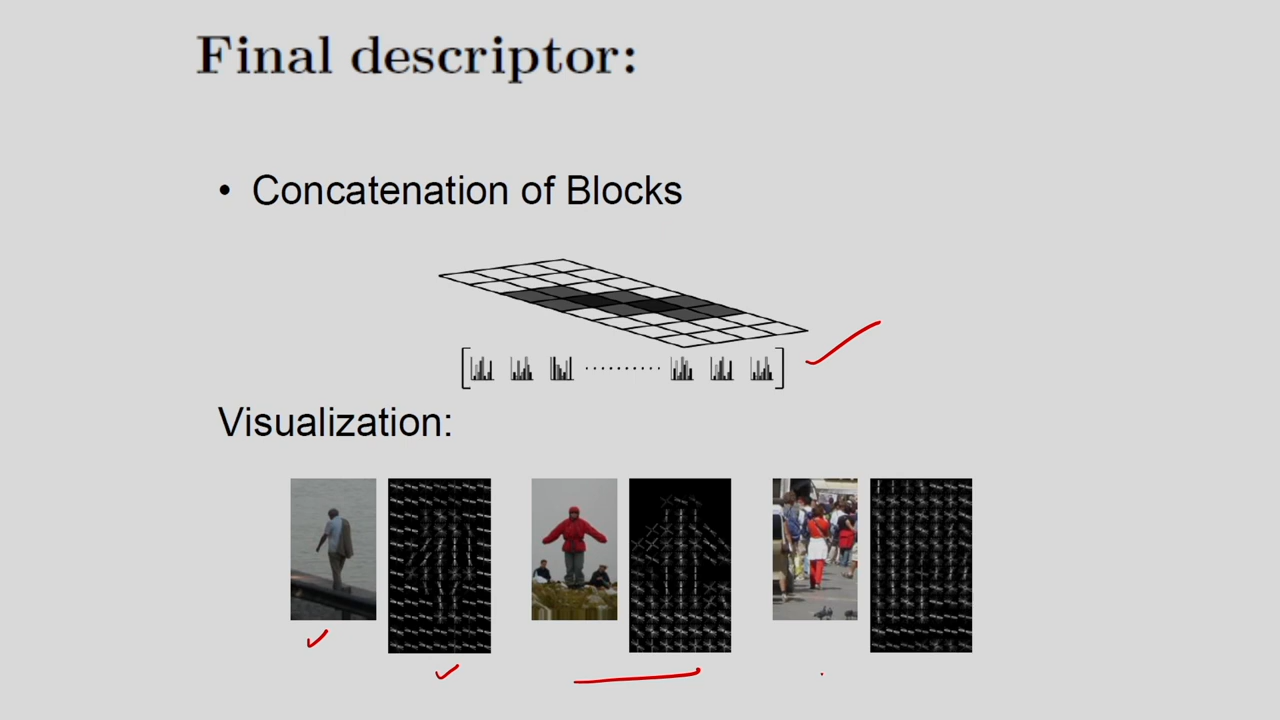 Final descriptor:
• Concatenation of Blocks
Visualization: